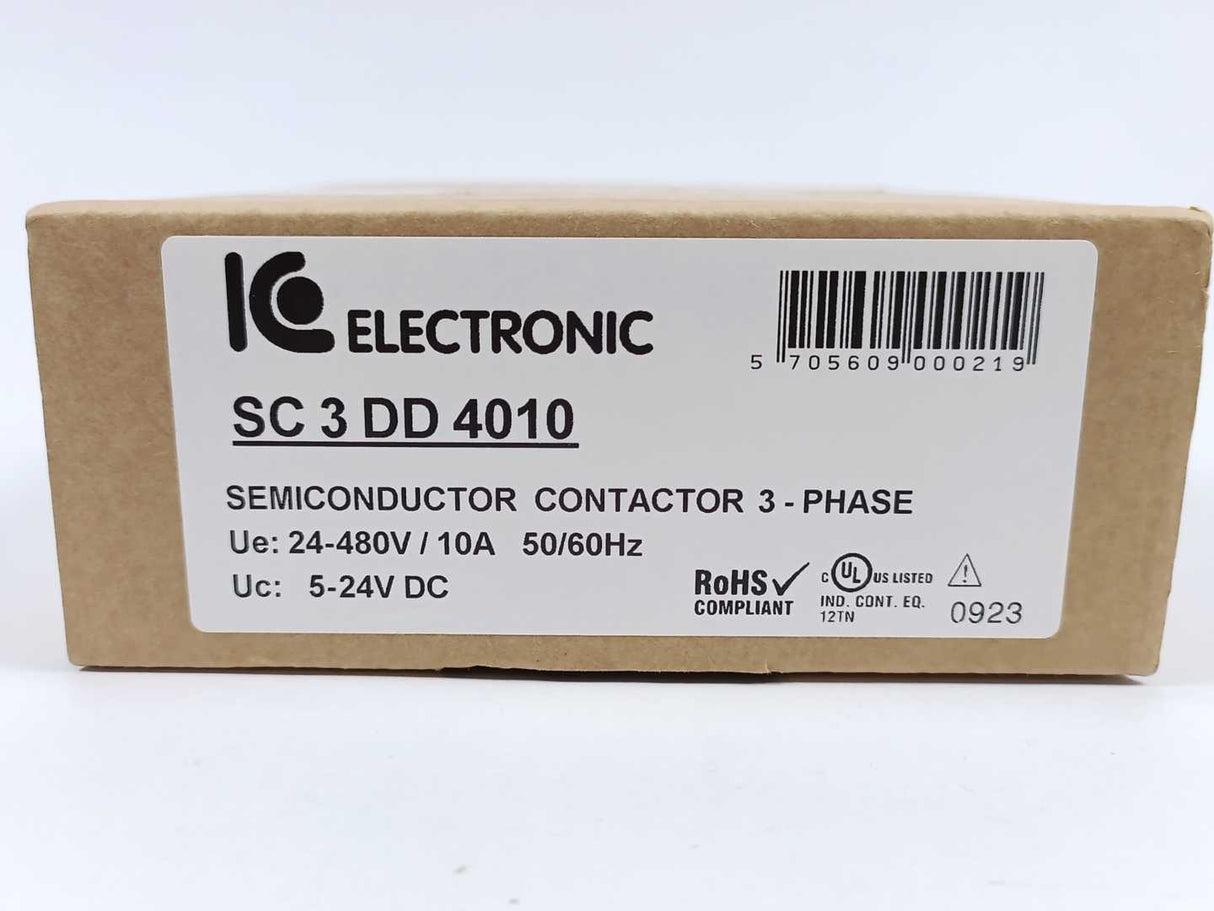 IC ELECTRONIC
5 705609 000219
SC 3 DD 4010
SEMICONDUCTOR CONTACTOR 3 - PHASE
Ue: 24-480V / 10A 50/60Hz
Uc: 5-24V DC
RoHS
COMPLIANT
C UL US LISTED
IND. CONT. EQ.
12TN
0923